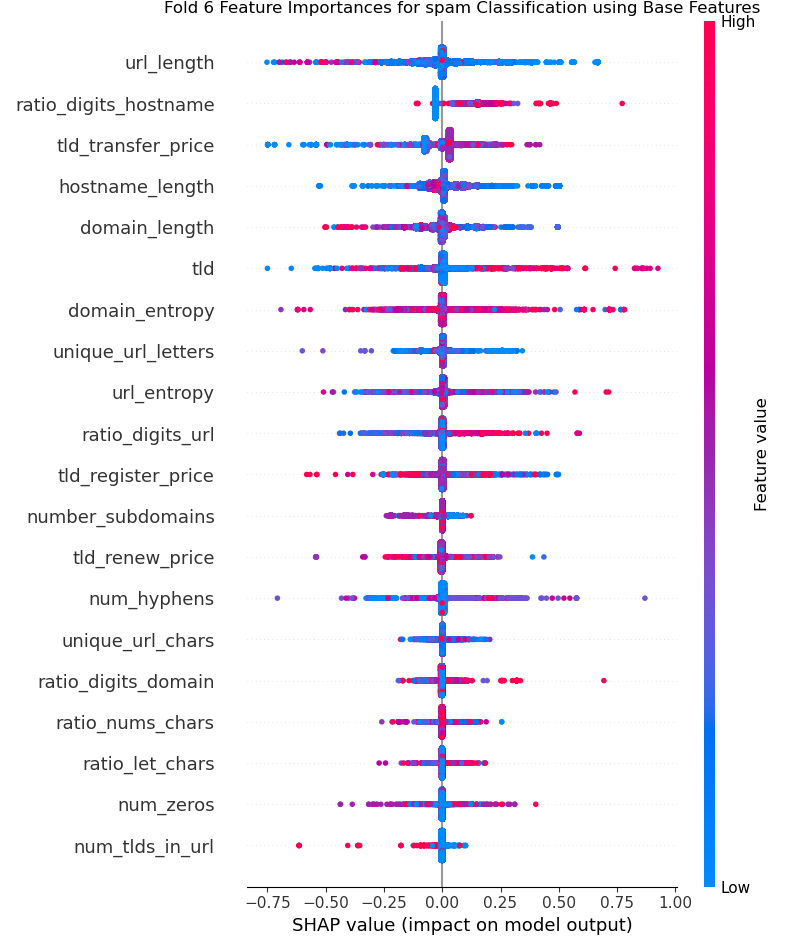 Fold 6 Feature Importances for spam Classification using Base Features
High
url_length
ratio_digits_hostname
tld_transfer_price
hostname_length
domain_length
tld
domain_entropy
unique_url_letters
url_entropy
ratio_digits_url
tld_register_price
number_subdomains
tld_renew_price
num_hyphens
unique_url_chars
ratio_digits_domain
ratio_nums_chars
ratio_let_chars
num_zeros
num_tlds_in_url
Feature value
Low
−0.75 −0.50 −0.25 0.00 0.25 0.50 0.75 1.00
SHAP value (impact on model output)